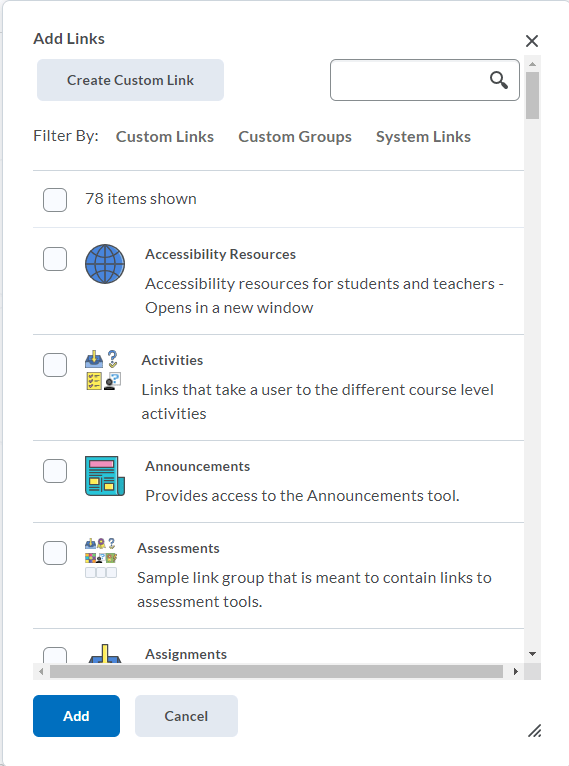 Add Links
Create Custom Link
Filter By: Custom Links Custom Groups System Links
78 items shown
Accessibility Resources
Accessibility resources for students and teachers -
Opens in a new window
Activities
Links that take a user to the different course level
activities
Announcements
Provides access to the Announcements tool.
Assessments
Sample link group that is meant to contain links to
assessment tools.
Assignments
Add Cancel